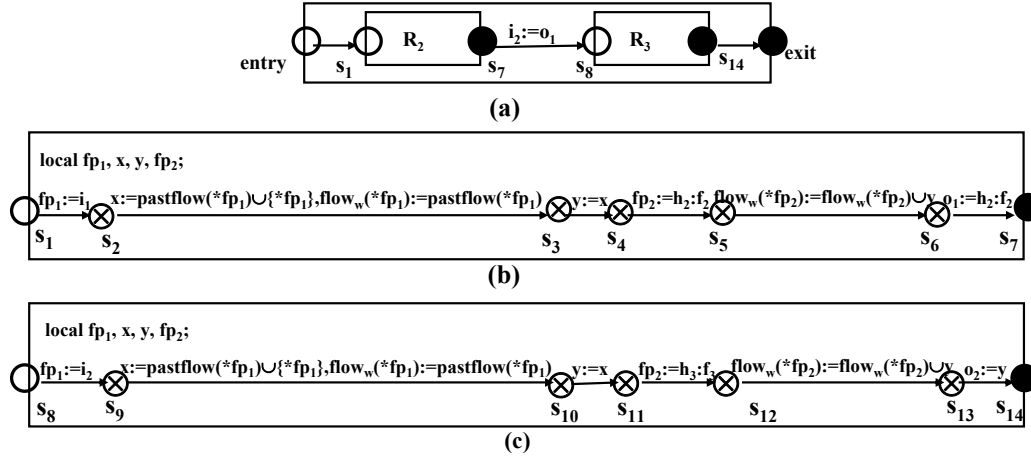 i₂:=o₁
R₂ R₃
entry s₁ s₇ s₈ s₁₄ exit
(a)
local fp₁, x, y, fp₂;
fp₁:=i₁ x:=pastflow(*fp₁)∪{*fp₁},flow_w(*fp₁):=pastflow(*fp₁) y:=x fp₂:=h₂:f₂ flow_w(*fp₂):=flow_w(*fp₂)∪y o₁:=h₂:f₂
s₁ s₂ s₃ s₄ s₅ s₆ s₇
(b)
local fp₁, x, y, fp₂;
fp₁:=i₂ x:=pastflow(*fp₁)∪{*fp₁},flow_w(*fp₁):=pastflow(*fp₁) y:=x fp₂:=h₃:f₃ flow_w(*fp₂):=flow_w(*fp₂)∪y o₂:=y
s₈ s₉ s₁₀ s₁₁ s₁₂ s₁₃ s₁₄
(c)